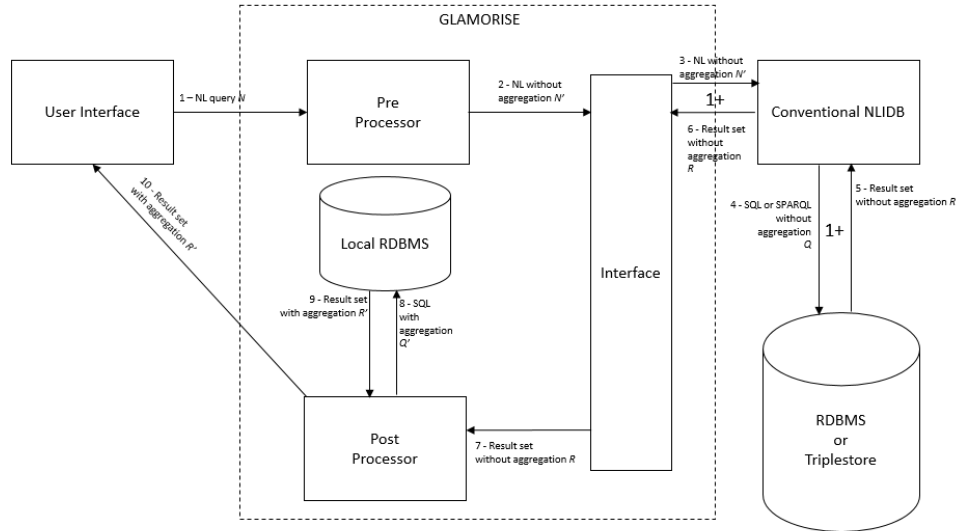 GLAMORISE
User Interface
1 – NL query N
Pre
Processor
2 - NL without
aggregation N'
3 - NL without
aggregation N'
1+
6 - Result set
without
aggregation
R
Conventional NLIDB
10 - Result set
with aggregation R'
Local RDBMS
Interface
4 - SQL or SPARQL
without
aggregation
Q
1+
5 - Result set
without aggregation R
9 - Result set
with aggregation R'
8 - SQL
with
aggregation
Q'
Post
Processor
7 - Result set
without aggregation R
RDBMS
or
Triplestore